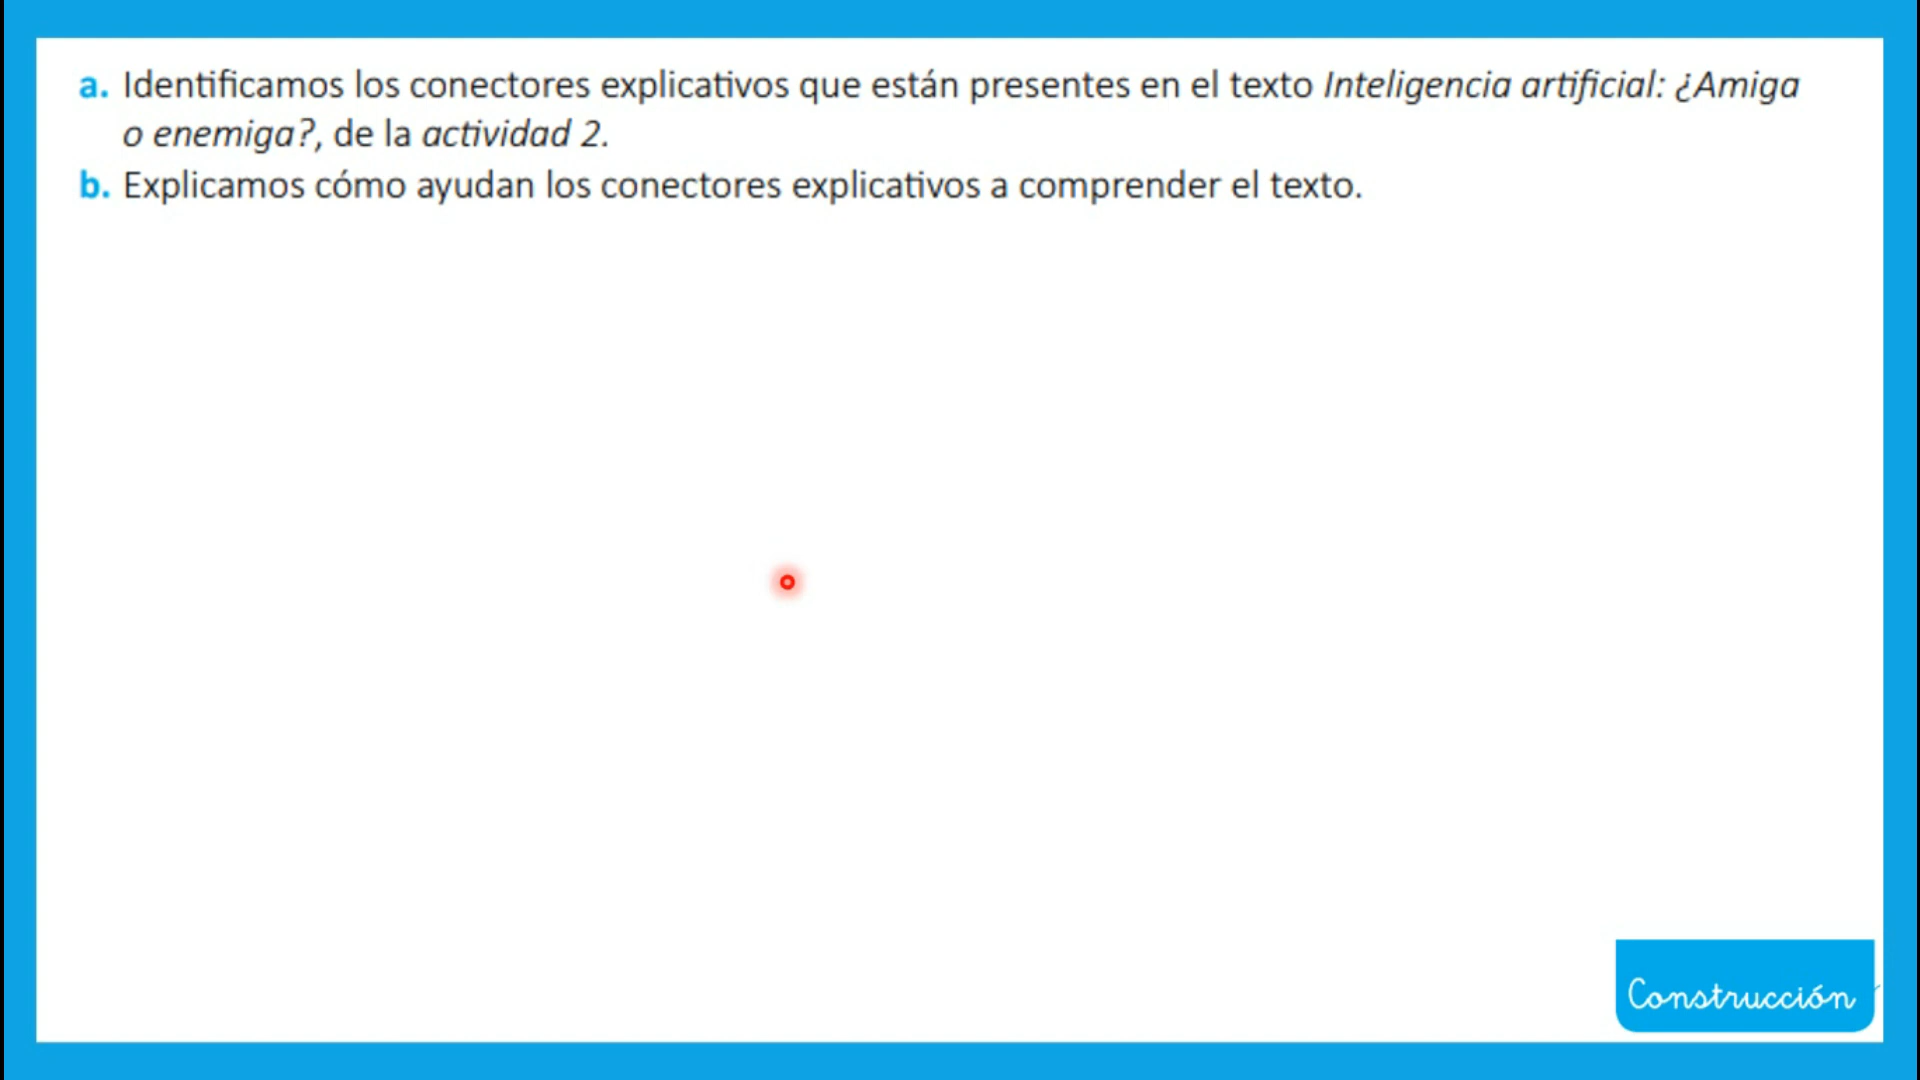 a. Identificamos los conectores explicativos que están presentes en el texto Inteligencia artificial: ¿Amiga
o enemiga?, de la actividad 2.
b. Explicamos cómo ayudan los conectores explicativos a comprender el texto.
Construcción